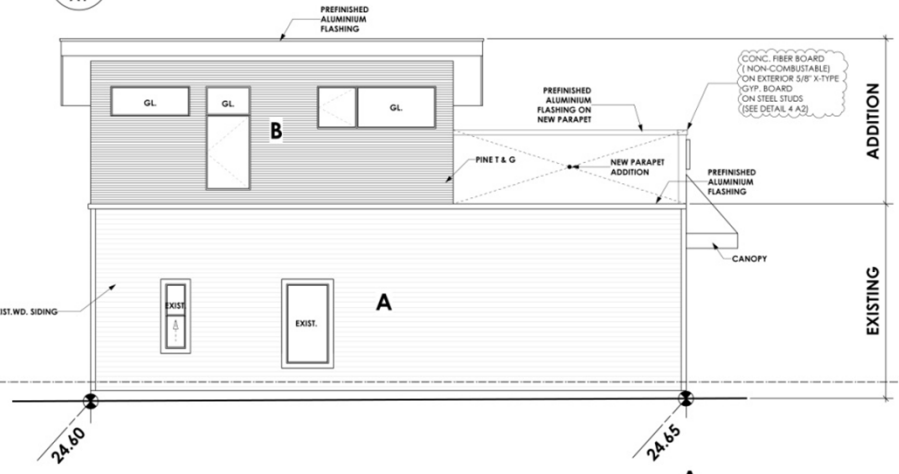 PREFINISHED
ALUMINIUM
FLASHING
CONC. FIBER BOARD
( NON-COMBUSTABLE)
ON EXTERIOR 5/8" X-TYPE
GYP. BOARD
ON STEEL STUDS
(SEE DETAIL 4 A2)
PREFINISHED
ALUMINIUM
FLASHING ON
NEW PARAPET
GL.
GL.
GL.
B
ADDITION
PINE T & G
NEW PARAPET
ADDITION
PREFINISHED
ALUMINIUM
FLASHING
CANOPY
A
EXISTING
IST.WD. SIDING
EXIST.
EXIST.
24.60
24.65